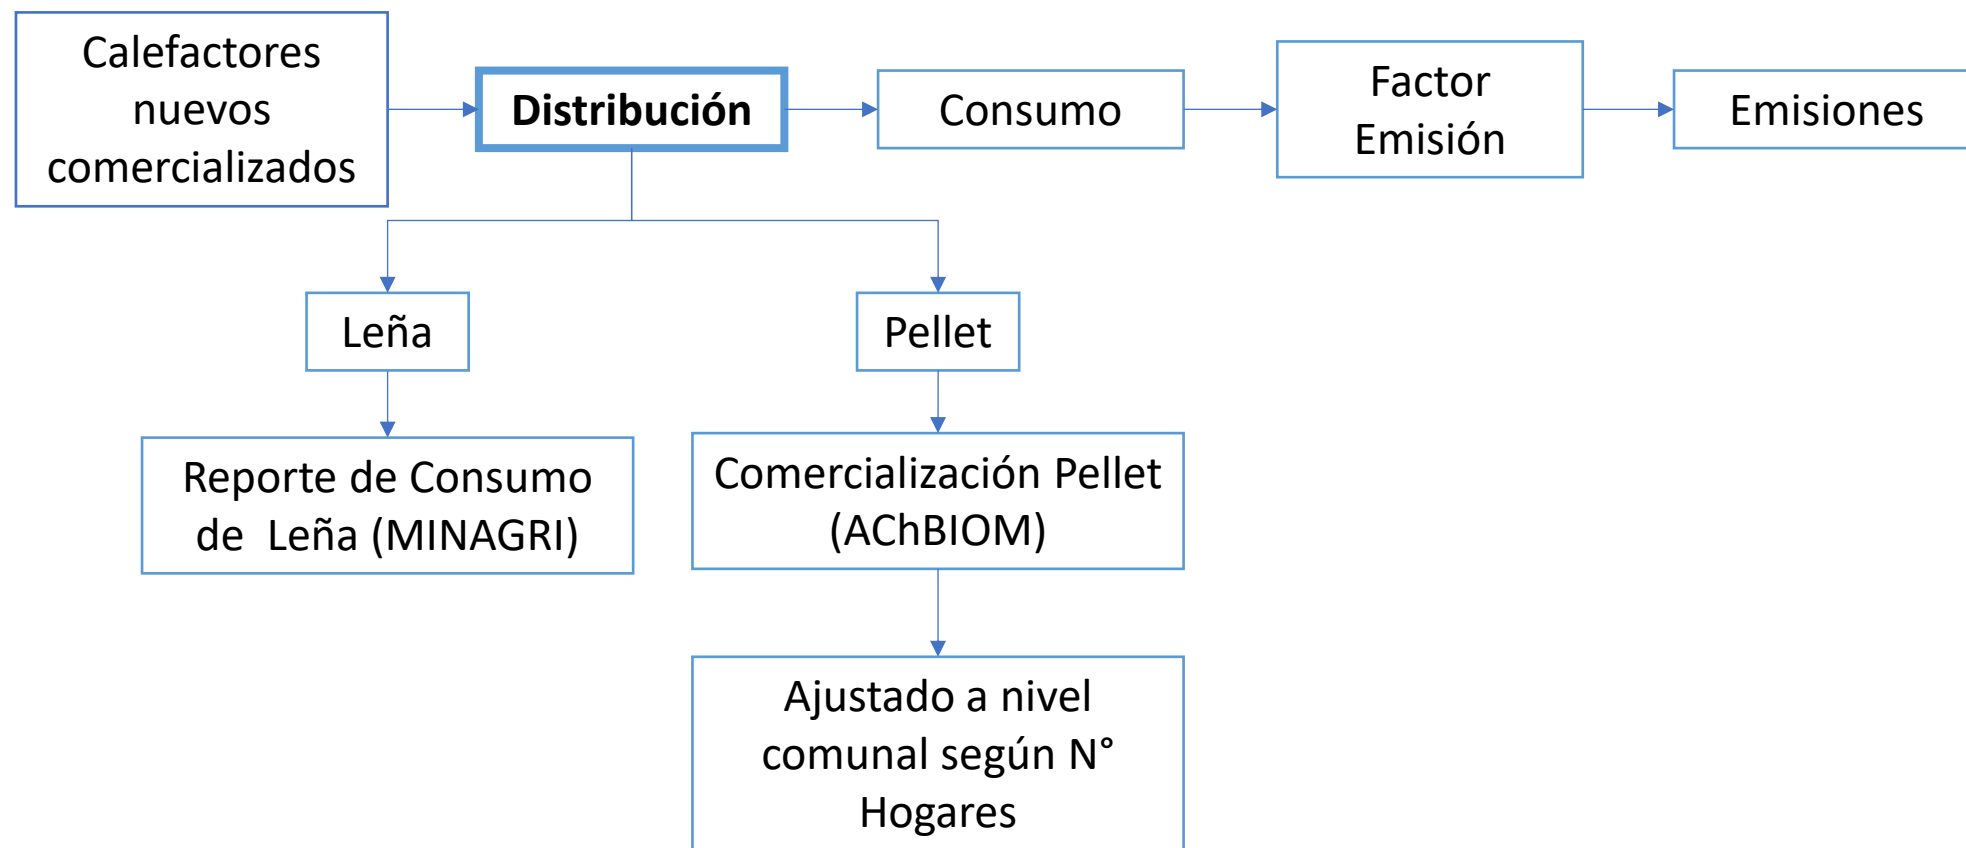 Calefactores
nuevos
comercializados
Distribución
Consumo
Factor
Emisión
Emisiones
Leña
Pellet
Reporte de Consumo
de Leña (MINAGRI)
Comercialización Pellet
(AChBIOM)
Ajustado a nivel
comunal según N°
Hogares